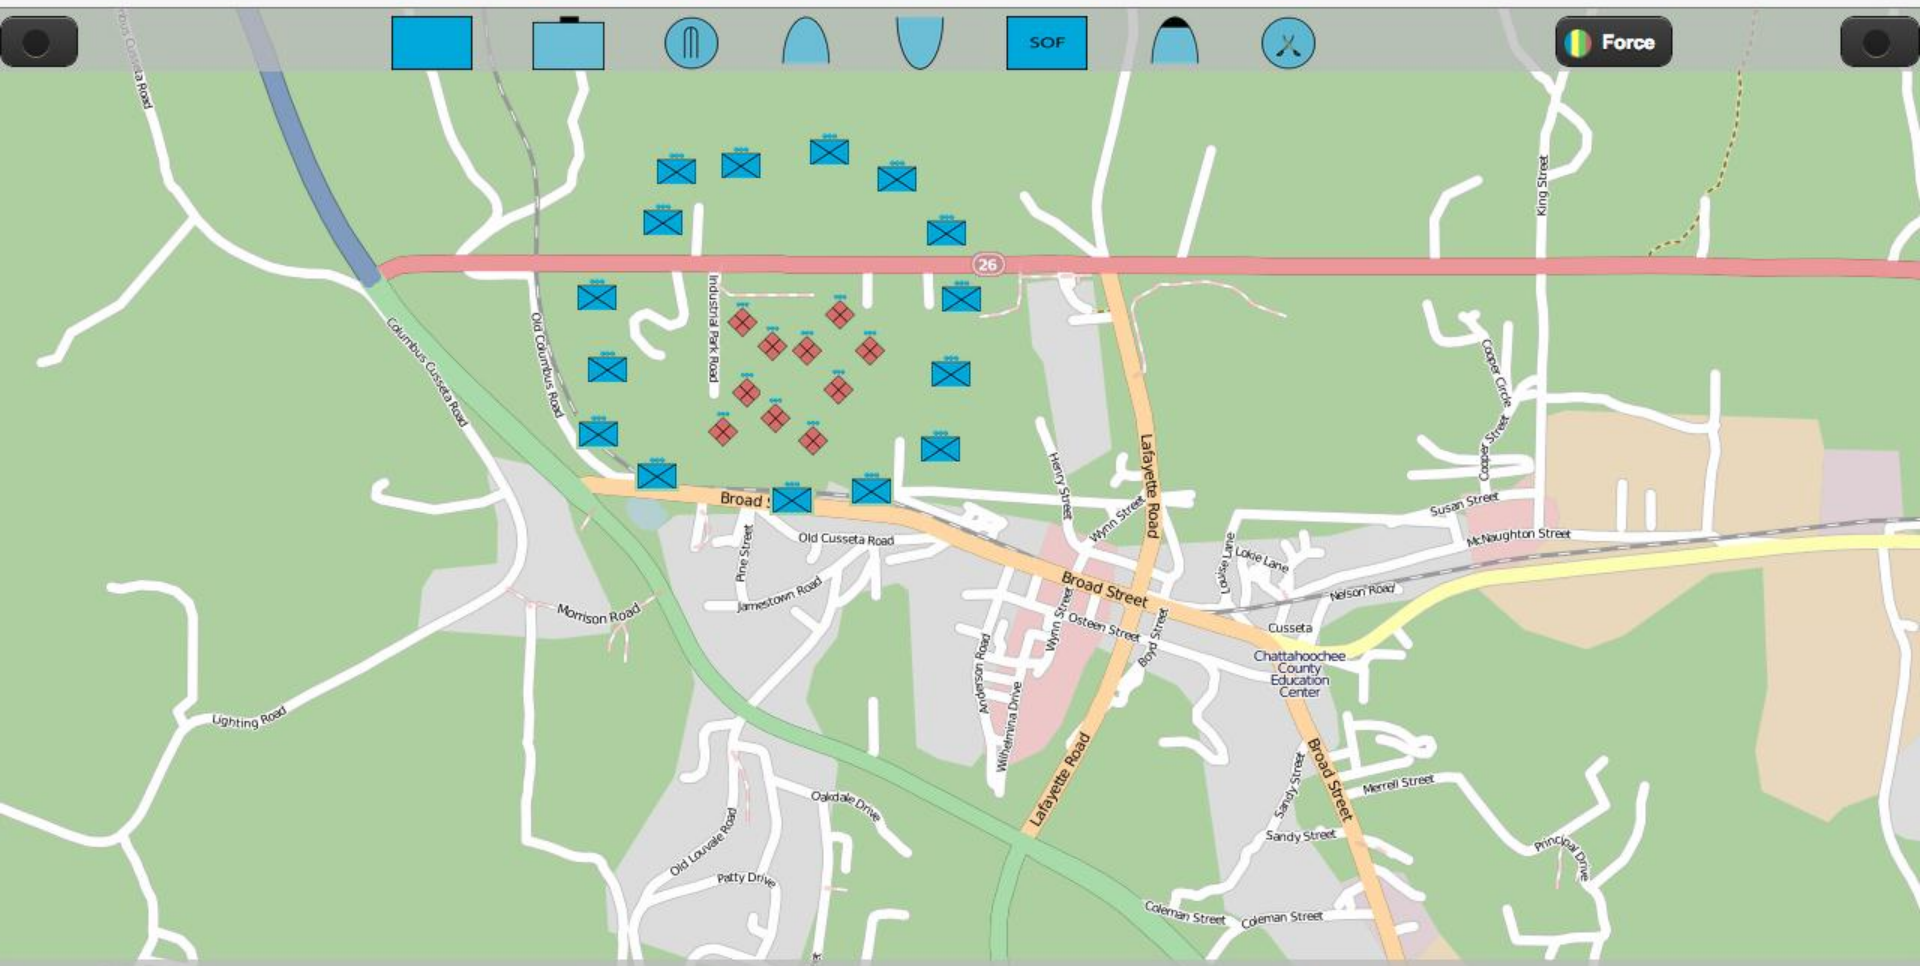 SOF
Force
Columbus Cusseta Road
King Street
26
Industrial Park Road
Old Columbus Road
Columbus Cusseta Road
Cooper Circle
Cooper Street
Lafayette Road
Henry Street
Wynn Street
Broad S
Susan Street
McNaughton Street
Old Cusseta Road
Pine Street
Louise Lane
Lokie Lane
Jamestown Road
Broad Street
Nelson Road
Morrison Road
Wynn Street
Osteen Street
Boyd Street
Cusseta
Chattahoochee
County
Education
Center
Anderson Road
Wilhelmina Drive
Lighting Road
Lafayette Road
Broad Street
Sandy Street
Merrell Street
Oakdale Drive
Old Louvale Road
Sandy Street
Principal Drive
Patty Drive
Coleman Street
Coleman Street